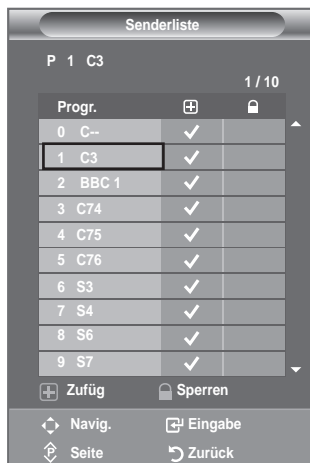 Senderliste
P 1 C3
1 / 10
Progr.
0 C--
1 C3
2 BBC 1
3 C74
4 C75
5 C76
6 S3
7 S4
8 S6
9 S7
Zufüg Sperren
Navig. Eingabe
Seite Zurück